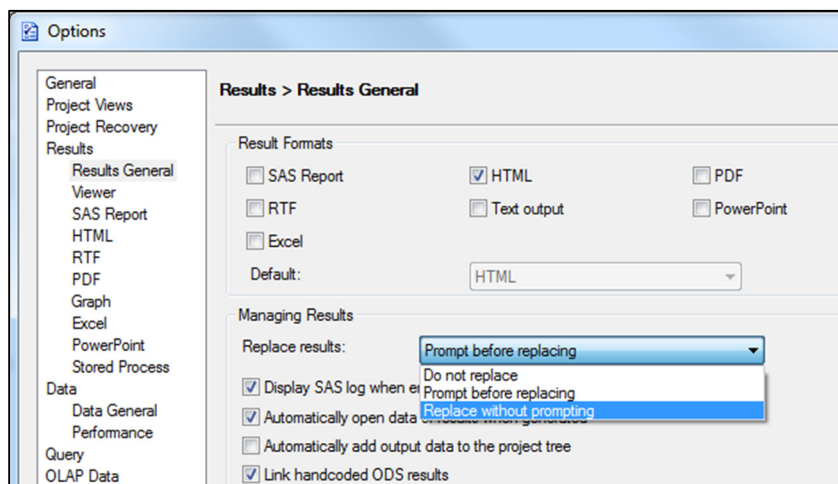 Options
General
Project Views
Project Recovery
Results
Results General
Viewer
SAS Report
HTML
RTF
PDF
Graph
Excel
PowerPoint
Stored Process
Data
Data General
Performance
Query
OLAP Data
Results > Results General
Result Formats
SAS Report HTML PDF
RTF Text output PowerPoint
Excel
Default: HTML
Managing Results
Replace results: Prompt before replacing
Do not replace
Prompt before replacing
Replace without prompting
Display SAS log when
Automatically open data results when generated
Automatically add output data to the project tree
Link handcoded ODS results